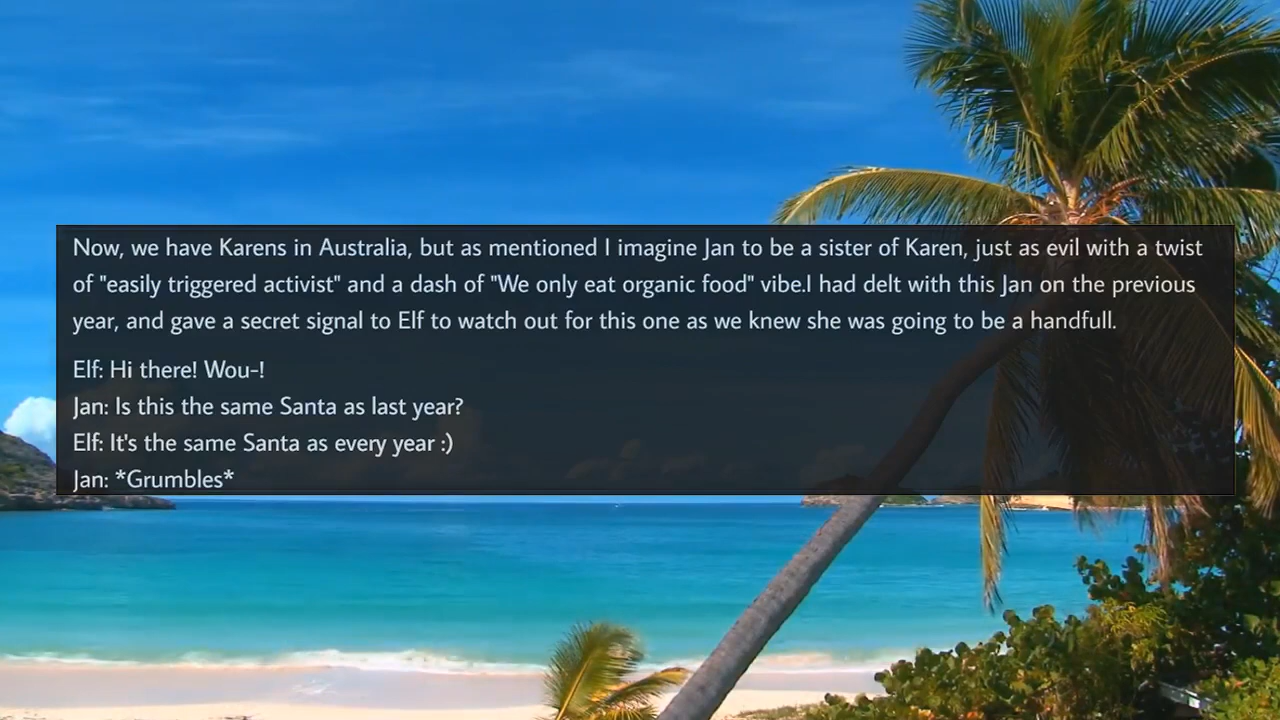 Now, we have Karens in Australia, but as mentioned I imagine Jan to be a sister of Karen, just as evil with a twist
of "easily triggered activist" and a dash of "We only eat organic food" vibe.I had delt with this Jan on the previous
year, and gave a secret signal to Elf to watch out for this one as we knew she was going to be a handfull.
Elf: Hi there! Wou-!
Jan: Is this the same Santa as last year?
Elf: It's the same Santa as every year :)
Jan: *Grumbles*